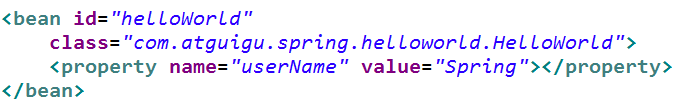 <bean id="helloWorld"
class="com.atguigu.spring.helloworld.HelloWorld">
<property name="userName" value="Spring"></property>
</bean>